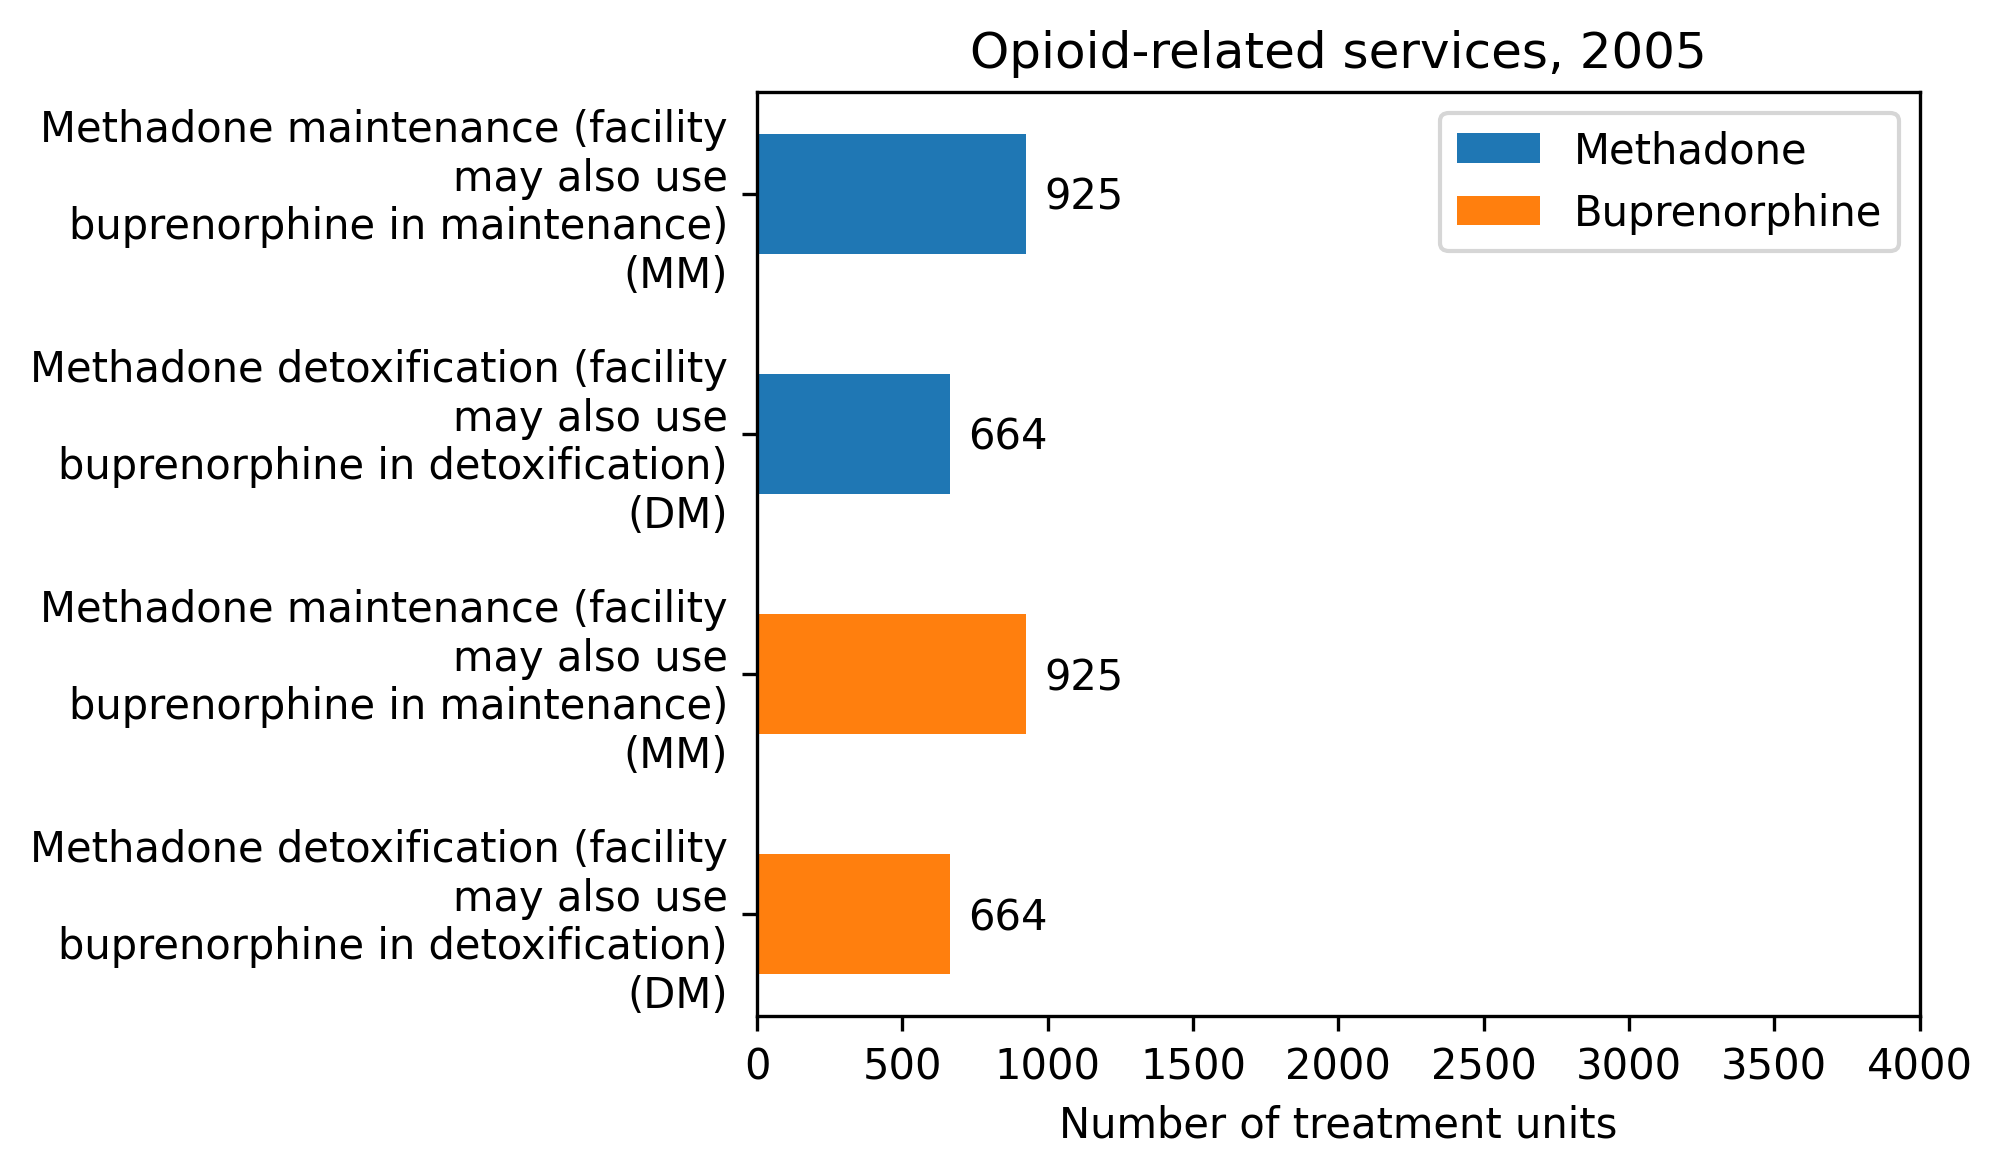 Opioid-related services, 2005
Methadone maintenance (facility
may also use
buprenorphine in maintenance)
(MM)
925
Methadone
Buprenorphine
Methadone detoxification (facility
may also use
buprenorphine in detoxification)
(DM)
664
Methadone maintenance (facility
may also use
buprenorphine in maintenance)
(MM)
925
Methadone detoxification (facility
may also use
buprenorphine in detoxification)
(DM)
664
0 500 1000 1500 2000 2500 3000 3500 4000
Number of treatment units